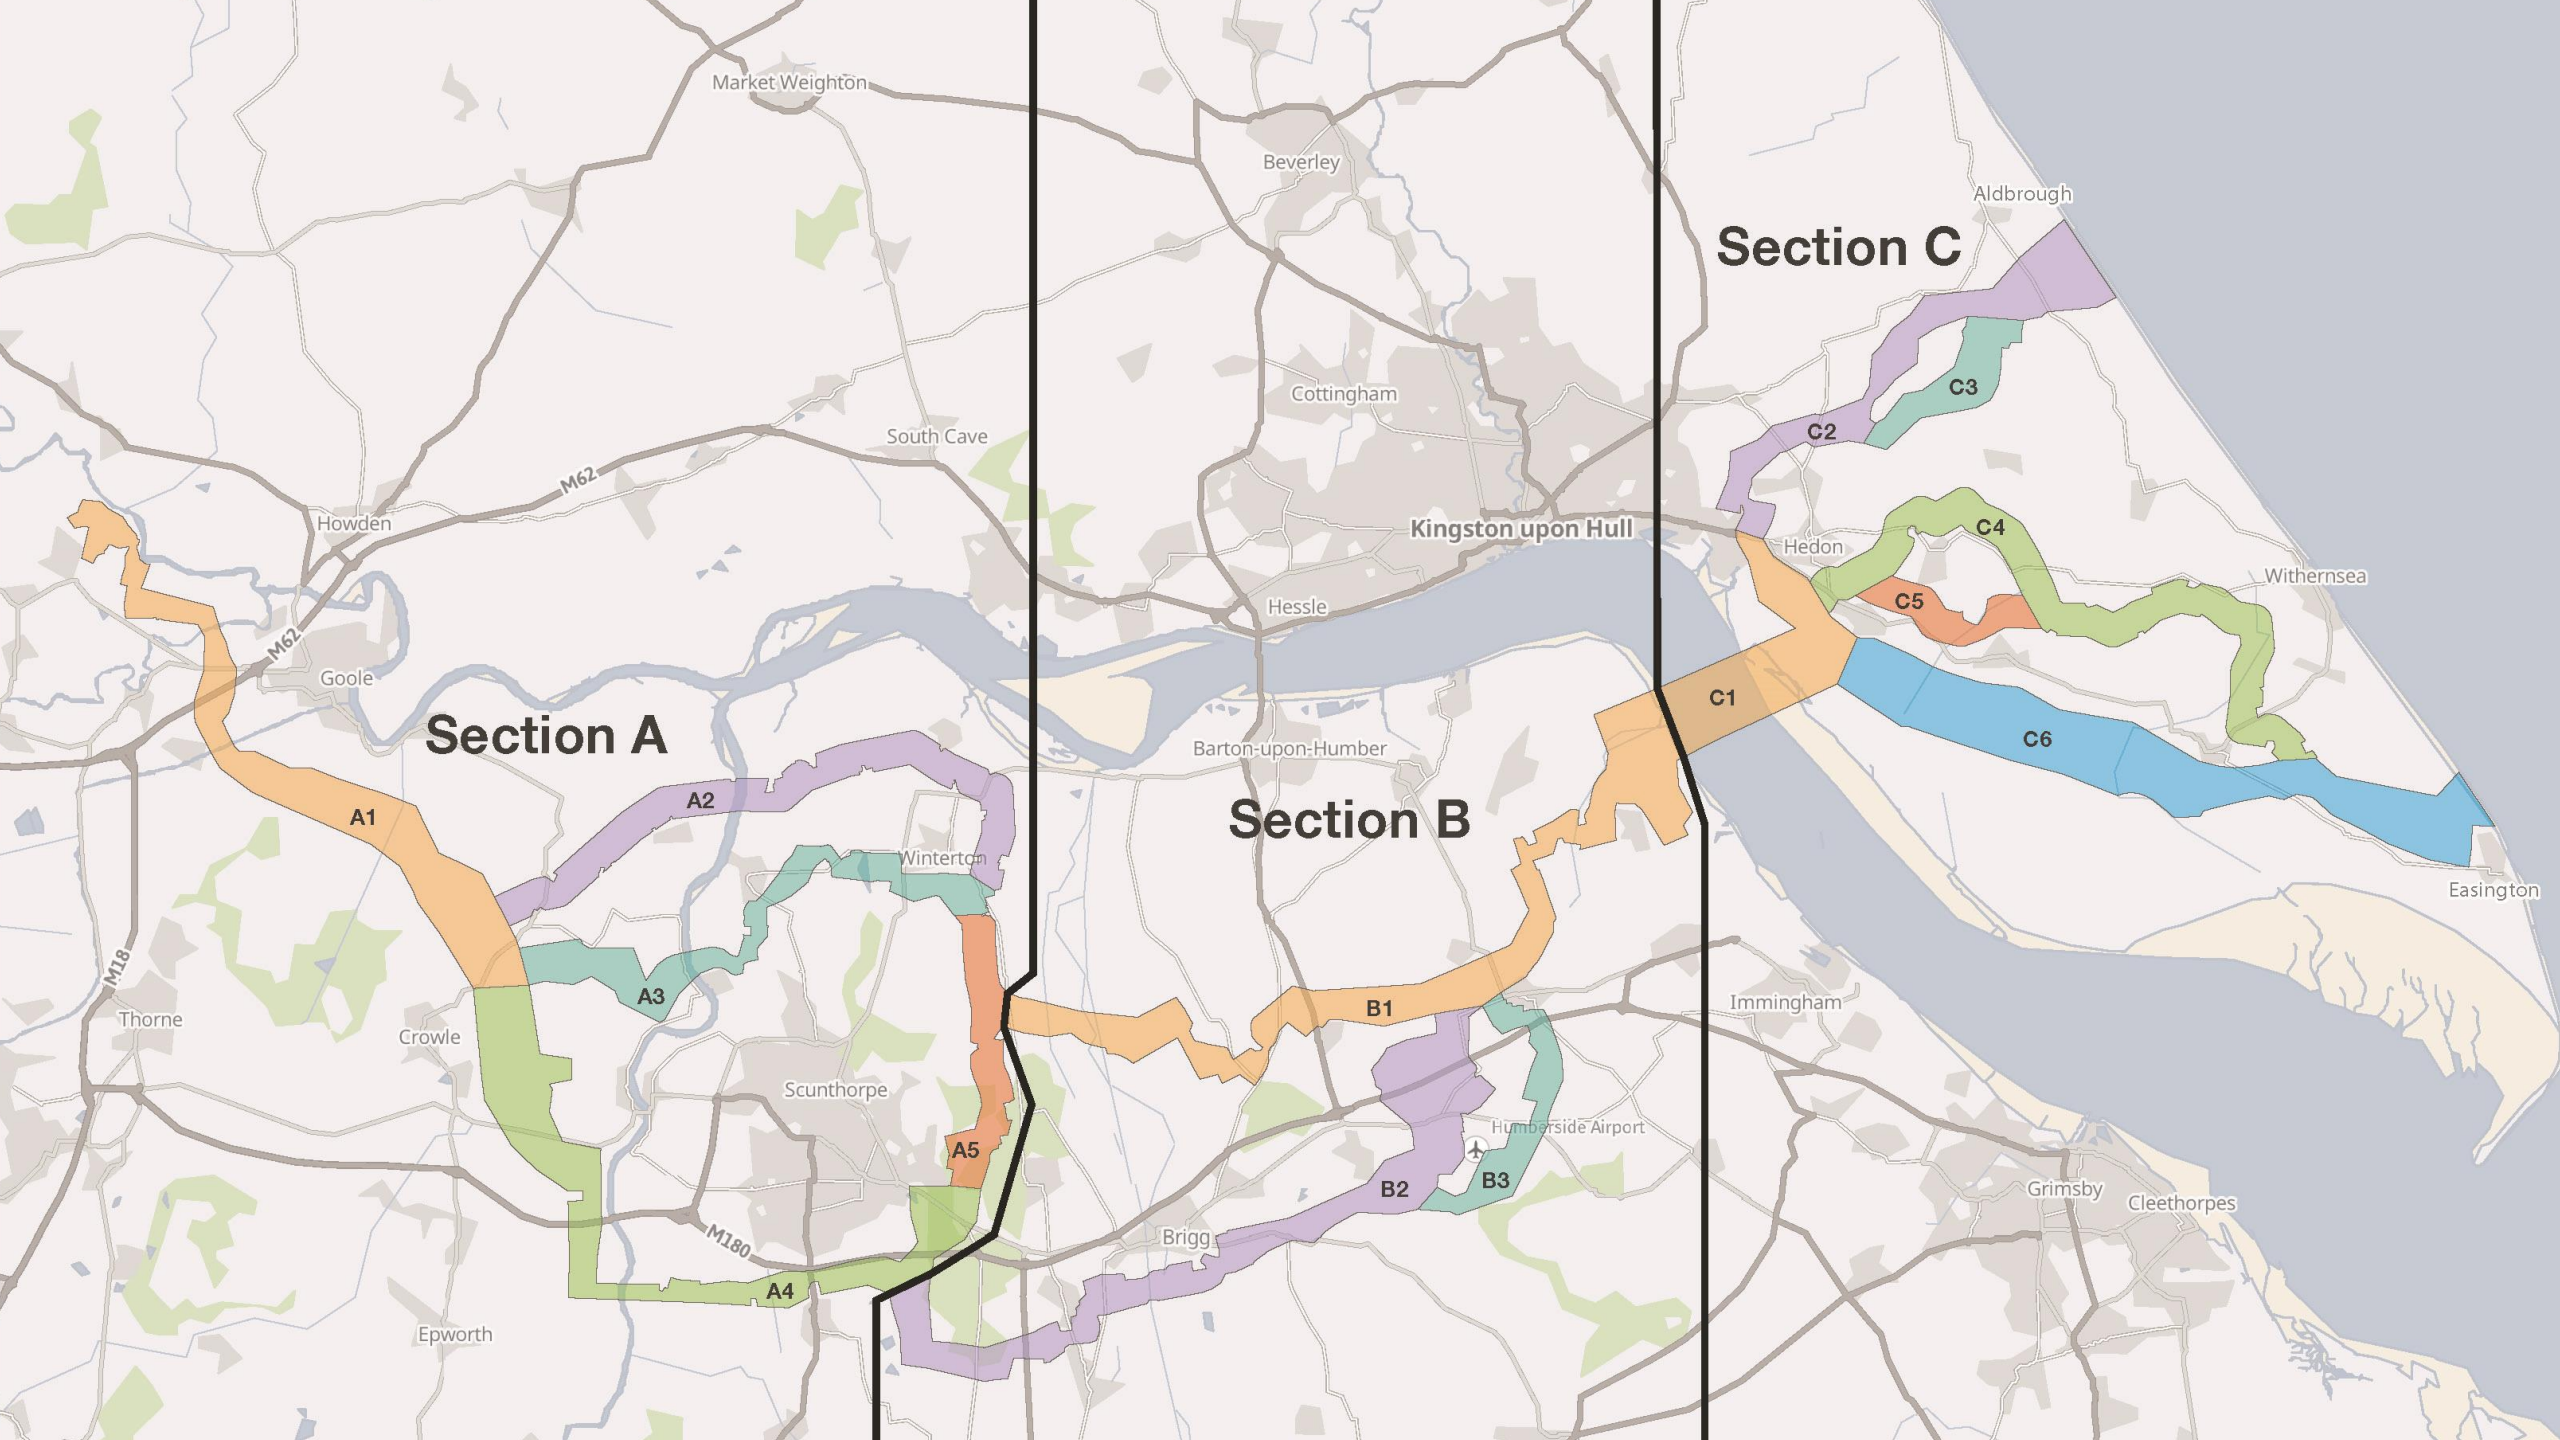 Market Weighton
Beverley
Aldbrough
Section C
C3
Cottingham
C2
South Cave
M62
Howden
Kingston upon Hull
C4
Hedon
Withernsea
C5
Hessle
M62
Goole
C1
Section A
C6
Barton-upon-Humber
A2
A1
Section B
Winterton
Easington
M18
A3
Immingham
B1
Thorne
Crowle
Scunthorpe
Humberside Airport
A5
B3
B2
Grimsby
Cleethorpes
M180
Brigg
A4
Epworth